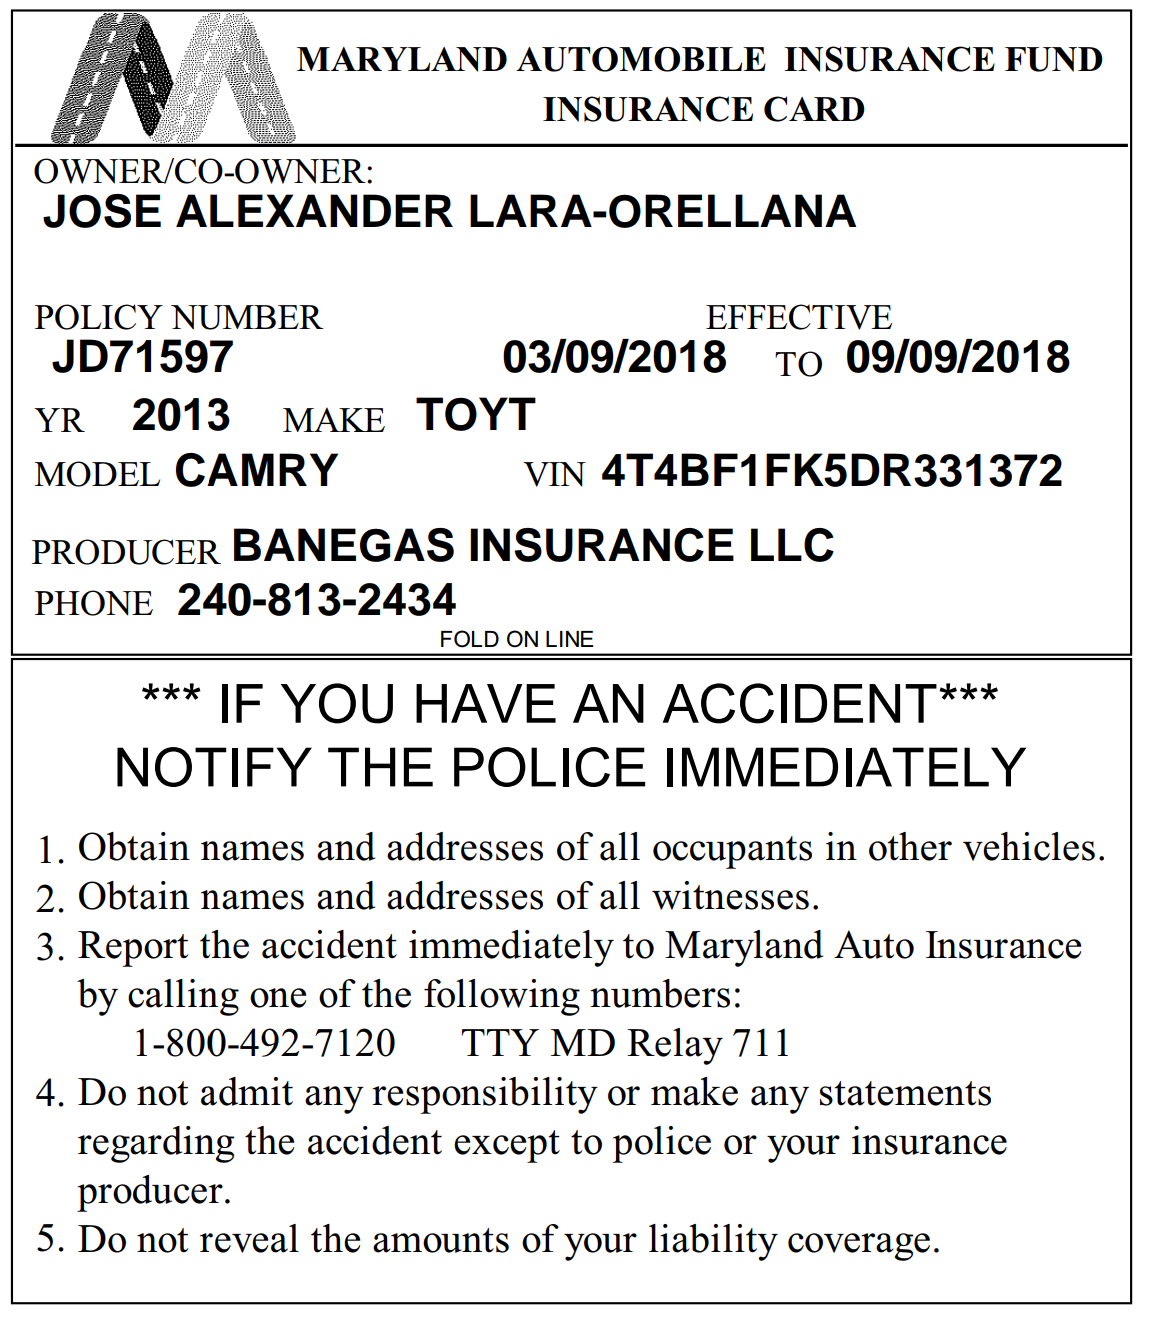 MARYLAND AUTOMOBILE INSURANCE FUND
INSURANCE CARD
OWNER/CO-OWNER:
JOSE ALEXANDER LARA-ORELLANA
POLICY NUMBER EFFECTIVE
JD71597 03/09/2018 TO 09/09/2018
YR 2013 MAKE TOYT
MODEL CAMRY VIN 4T4BF1FK5DR331372
PRODUCER BANEGAS INSURANCE LLC
PHONE 240-813-2434
FOLD ON LINE
*** IF YOU HAVE AN ACCIDENT***
NOTIFY THE POLICE IMMEDIATELY
1. Obtain names and addresses of all occupants in other vehicles.
2. Obtain names and addresses of all witnesses.
3. Report the accident immediately to Maryland Auto Insurance
by calling one of the following numbers:
1-800-492-7120 TTY MD Relay 711
4. Do not admit any responsibility or make any statements
regarding the accident except to police or your insurance
producer.
5. Do not reveal the amounts of your liability coverage.